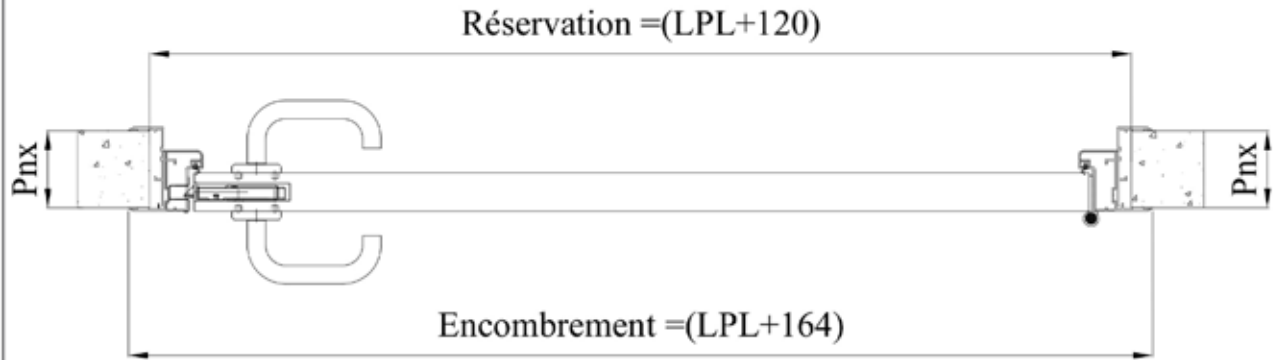 Réservation =(LPL+120)
Pnx
Pnx
Encombrement =(LPL+164)